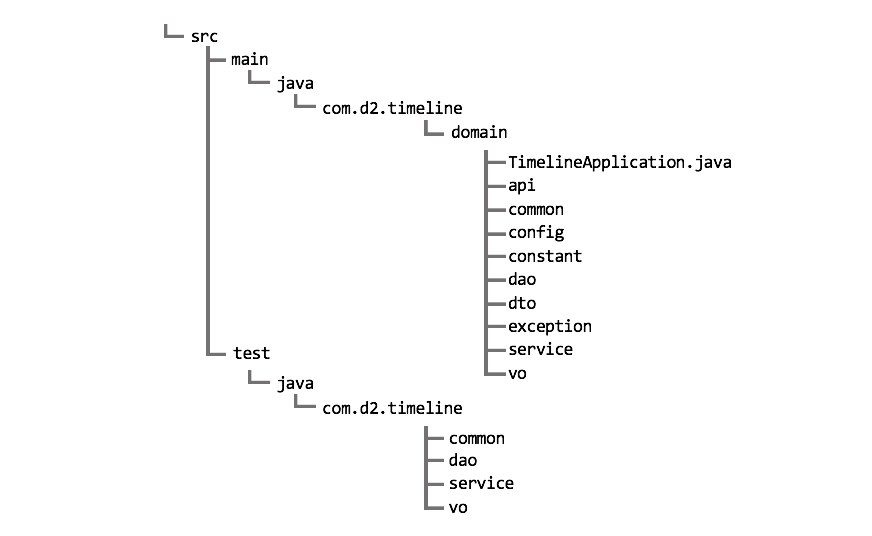 src
main
java
com.d2.timeline
domain
TimelineApplication.java
api
common
config
constant
dao
dto
exception
service
vo
test
java
com.d2.timeline
common
dao
service
vo